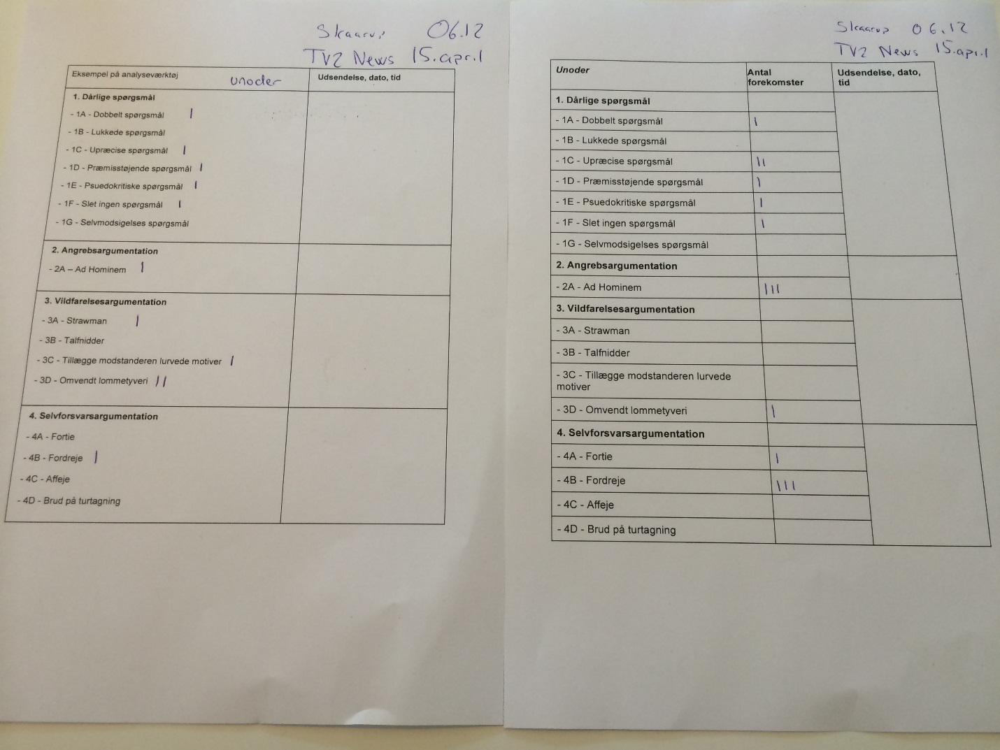 Skaarup 06.12
TV2 News 15.april
Eksempel på analyseværktøj unoder Udsendelse, dato, tid
1. Dårlige spørgsmål
- 1A - Dobbelt spørgsmål |
- 1B - Lukkede spørgsmål
- 1C - Upræcise spørgsmål |
- 1D - Præmisstøjende spørgsmål |
- 1E - Psuedokritiske spørgsmål |
- 1F - Slet ingen spørgsmål |
- 1G - Selvmodsigelses spørgsmål
2. Angrebsargumentation
- 2A – Ad Hominem |
3. Vildfarelsesargumentation
- 3A - Strawman |
- 3B - Talfnidder
- 3C - Tillægge modstanderen lurvede motiver |
- 3D - Omvendt lommetyveri ||
4. Selvforsvarsargumentation
- 4A - Fortie
- 4B - Fordreje |
- 4C - Affeje
- 4D - Brud på turtagning
Skaarup 06.12
TV2 News 15.april
Unoder Antal forekomster Udsendelse, dato, tid
1. Dårlige spørgsmål
- 1A - Dobbelt spørgsmål |
- 1B - Lukkede spørgsmål
- 1C - Upræcise spørgsmål ||
- 1D - Præmisstøjende spørgsmål |
- 1E - Psuedokritiske spørgsmål |
- 1F - Slet ingen spørgsmål |
- 1G - Selvmodsigelses spørgsmål
2. Angrebsargumentation
- 2A - Ad Hominem |||
3. Vildfarelsesargumentation
- 3A - Strawman
- 3B - Talfnidder
- 3C - Tillægge modstanderen lurvede
motiver
- 3D - Omvendt lommetyveri |
4. Selvforsvarsargumentation
- 4A - Fortie |
- 4B - Fordreje |||
- 4C - Affeje
- 4D - Brud på turtagning